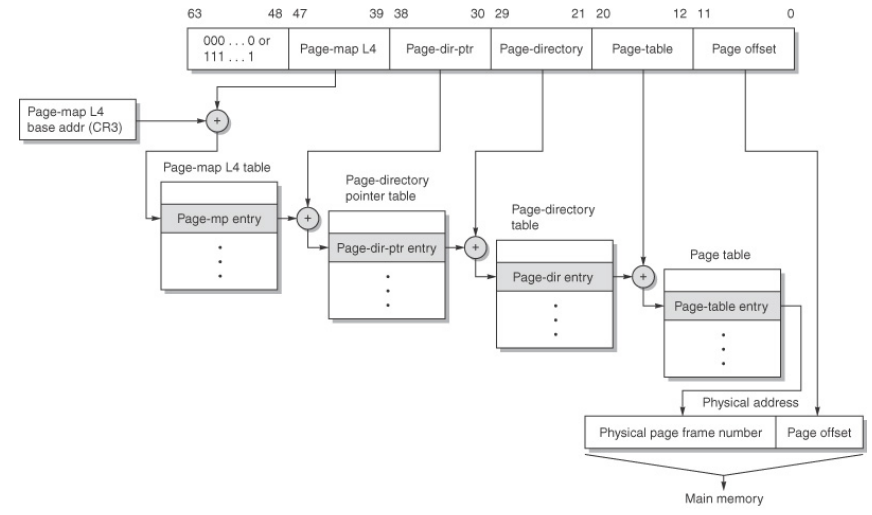 63 48 47 39 38 30 29 21 20 12 11 0
000 . . . 0 or
111 . . . 1
Page-map L4
Page-dir-ptr
Page-directory
Page-table
Page offset
Page-map L4
base addr (CR3)
+
Page-map L4 table
Page-mp entry
+
Page-directory
pointer table
Page-dir-ptr entry
+
Page-directory
table
Page-dir entry
+
Page table
Page-table entry
Physical address
Physical page frame number
Page offset
Main memory